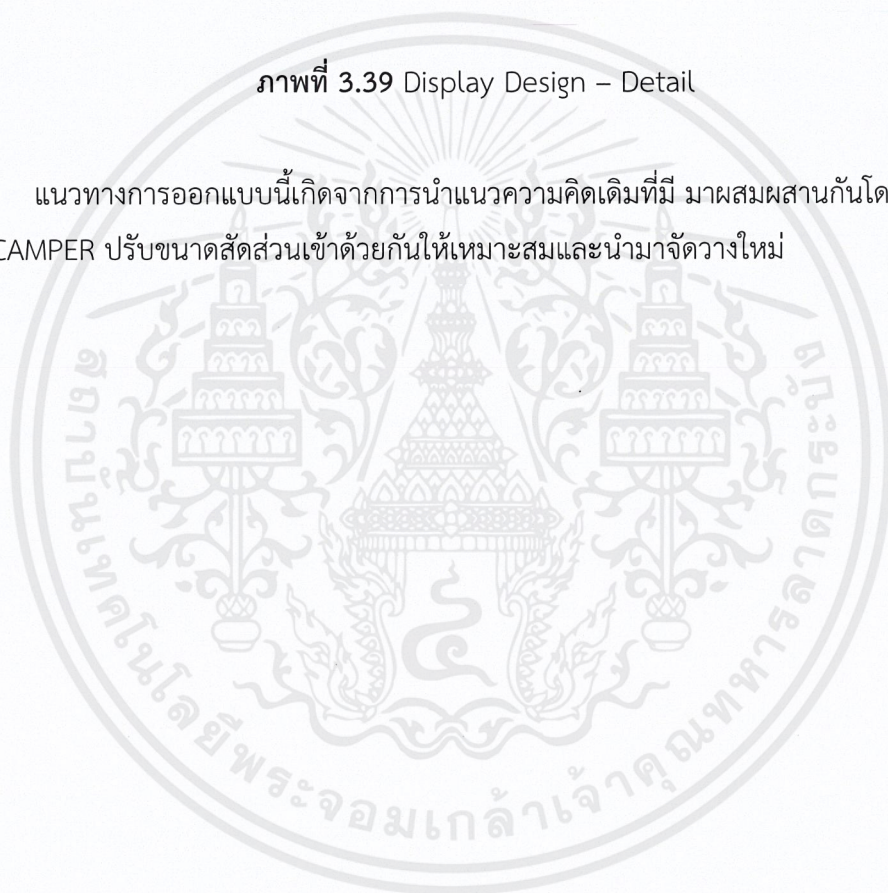 ภาพที่ 3.39 Display Design – Detail
แนวทางการออกแบบนี้เกิดจากการนำแนวความคิดเดิมที่มี มาผสมผสานกันโด
CAMPER ปรับขนาดสัดส่วนเข้าด้วยกันให้เหมาะสมและนำมาจัดวางใหม่
สถาบันเทคโนโลยีพระจอมเกล้าเจ้าคุณทหารลาดกระบัง
๔